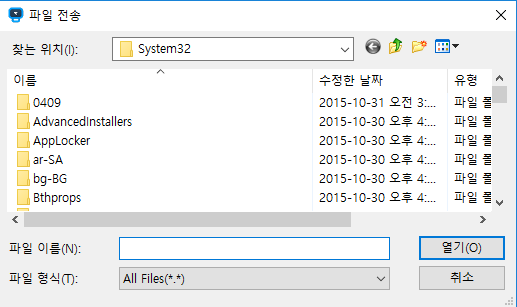 파일 전송
찾는 위치(I):
System32
이름 수정한 날짜 유형
0409 2015-10-31 오전 3:... 파일 폴
AdvancedInstallers 2015-10-30 오후 4:... 파일 폴
AppLocker 2015-10-30 오후 4:... 파일 폴
ar-SA 2015-10-30 오후 4:... 파일 폴
bg-BG 2015-10-30 오후 4:... 파일 폴
Bthprops 2015-10-30 오후 4:... 파일 폴
파일 이름(N): 열기(O)
파일 형식(T): All Files(*.*) 취소